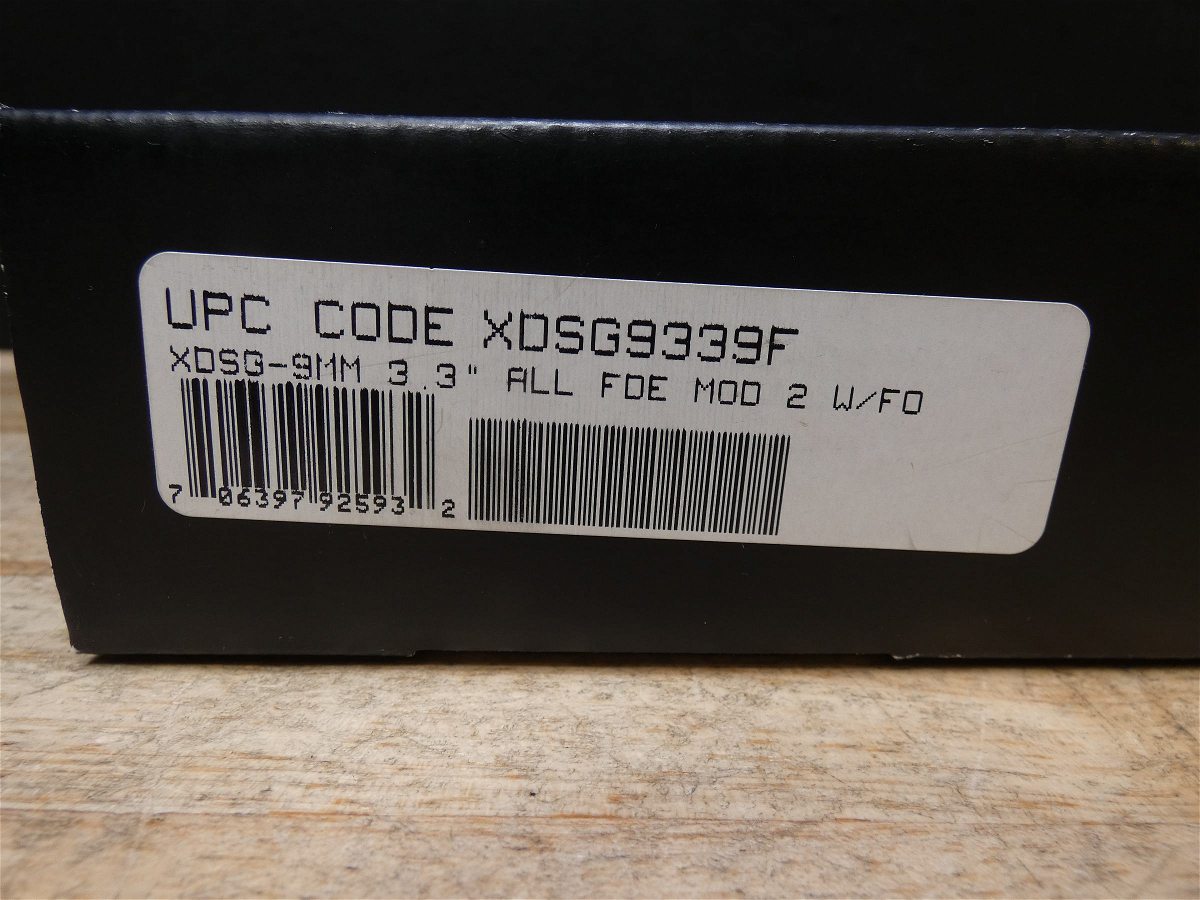 UPC CODE XDSG9339F
XDSG-9MM 3.3" ALL FDE MOD 2 W/FO
7 06397 92593 2